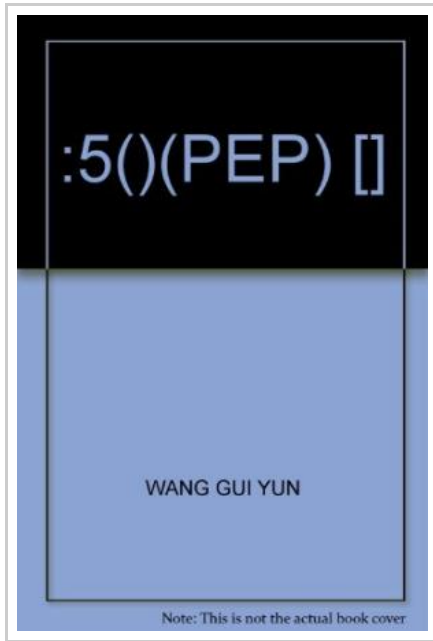 :5()(PEP) []
WANG GUI YUN
Note: This is not the actual book cover